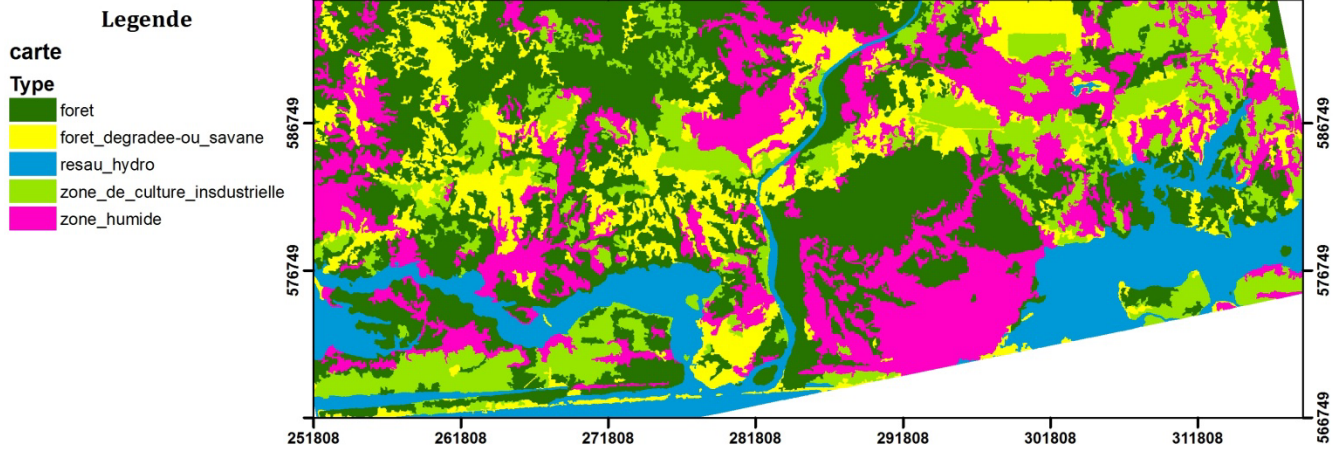 Legende
carte
Type
foret
foret_degradee-ou_savane
resau_hydro
zone_de_culture_insdustrielle
zone_humide
586749
576749
586749
576749
566749
251808 261808 271808 281808 291808 301808 311808